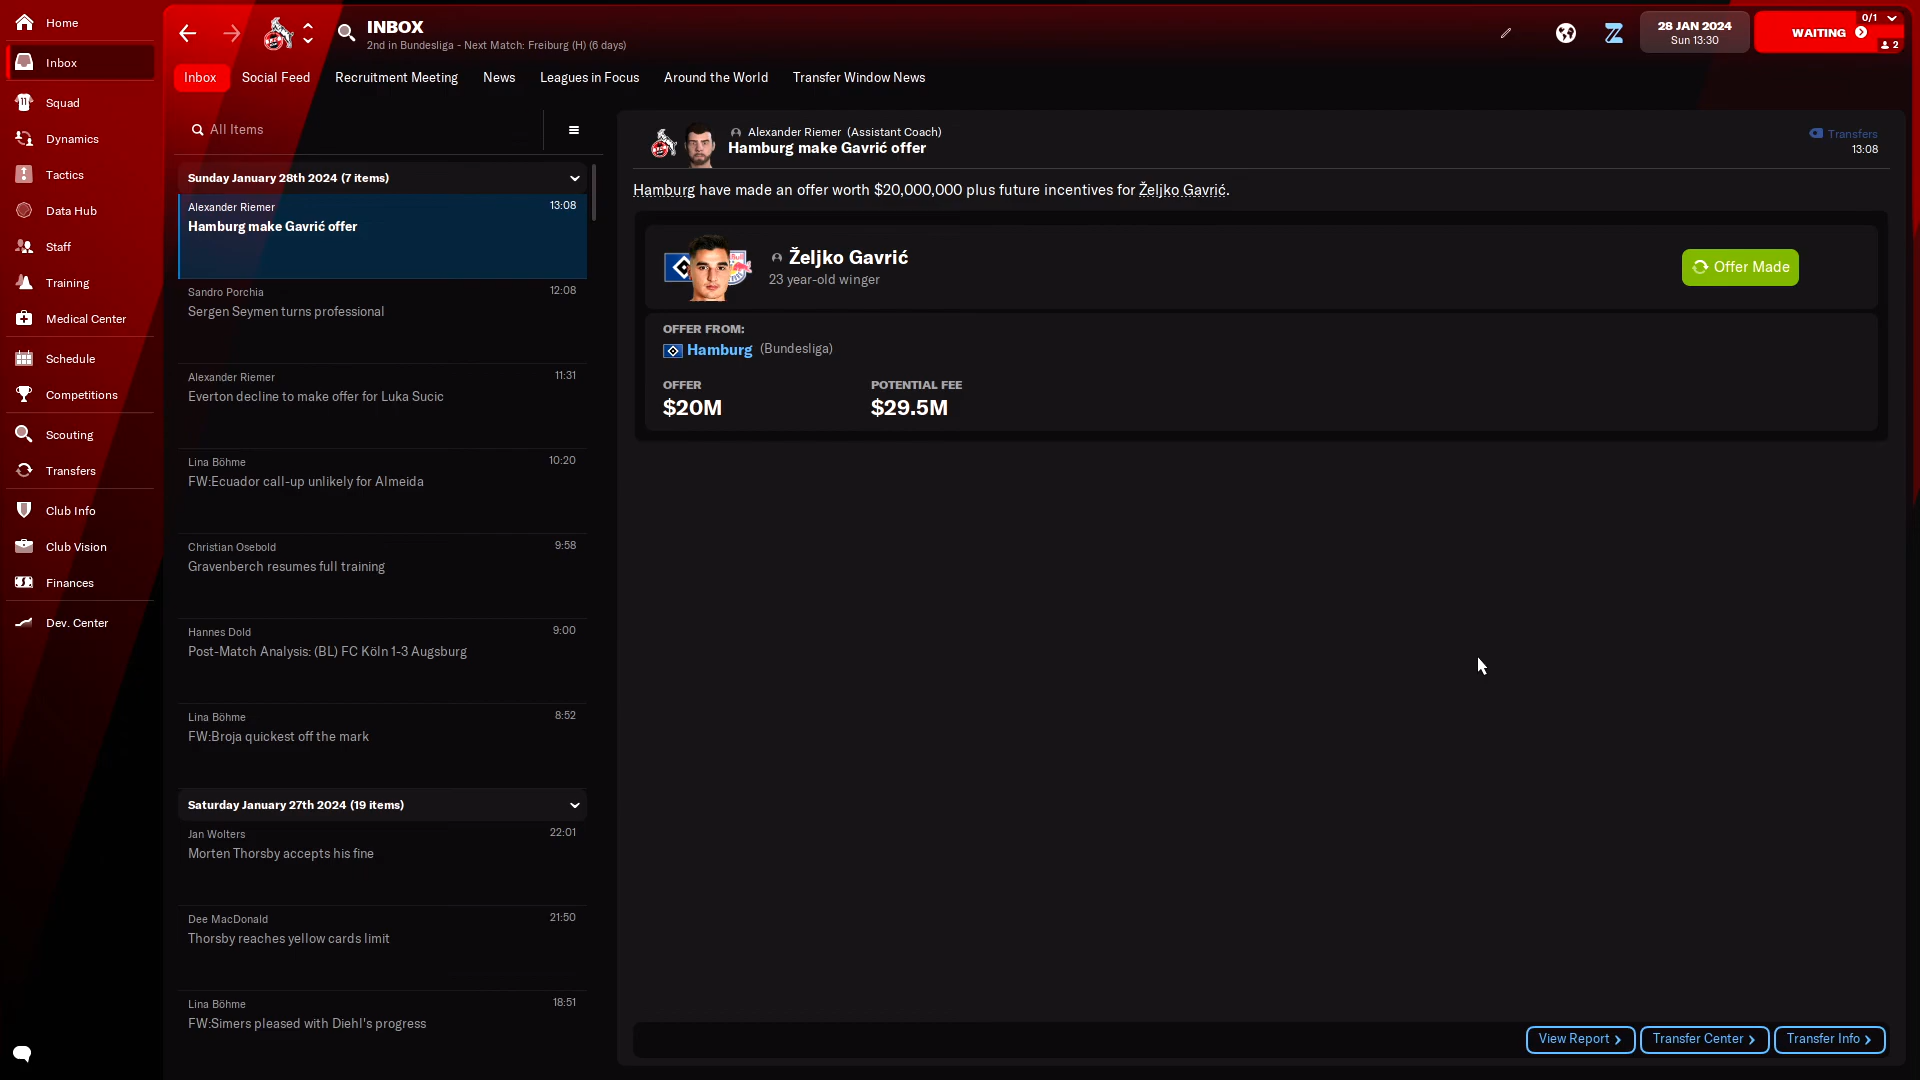 Home
Inbox
Squad
Dynamics
Tactics
Data Hub
Staff
Training
Medical Center
Schedule
Competitions
Scouting
Transfers
Club Info
Club Vision
Finances
Dev. Center
INBOX
2nd in Bundesliga - Next Match: Freiburg (H) (6 days)
28 JAN 2024
Sun 13:30
WAITING
0/1
2
Inbox Social Feed Recruitment Meeting News Leagues in Focus Around the World Transfer Window News
All Items
Sunday January 28th 2024 (7 items)
Alexander Riemer 13:08
Hamburg make Gavrić offer
Sandro Porchia 12:08
Sergen Seymen turns professional
Alexander Riemer 11:31
Everton decline to make offer for Luka Sucic
Lina Böhme 10:20
FW:Ecuador call-up unlikely for Almeida
Christian Osebold 9:58
Gravenberch resumes full training
Hannes Dold 9:00
Post-Match Analysis: (BL) FC Köln 1-3 Augsburg
Lina Böhme 8:52
FW:Broja quickest off the mark
Saturday January 27th 2024 (19 items)
Jan Wolters 22:01
Morten Thorsby accepts his fine
Dee MacDonald 21:50
Thorsby reaches yellow cards limit
Lina Böhme 18:51
FW:Simers pleased with Diehl's progress
Alexander Riemer (Assistant Coach)
Hamburg make Gavrić offer
Transfers
13:08
Hamburg have made an offer worth $20,000,000 plus future incentives for Željko Gavrić.
Željko Gavrić
23 year-old winger
Offer Made
OFFER FROM:
Hamburg (Bundesliga)
OFFER POTENTIAL FEE
$20M $29.5M
View Report Transfer Center Transfer Info